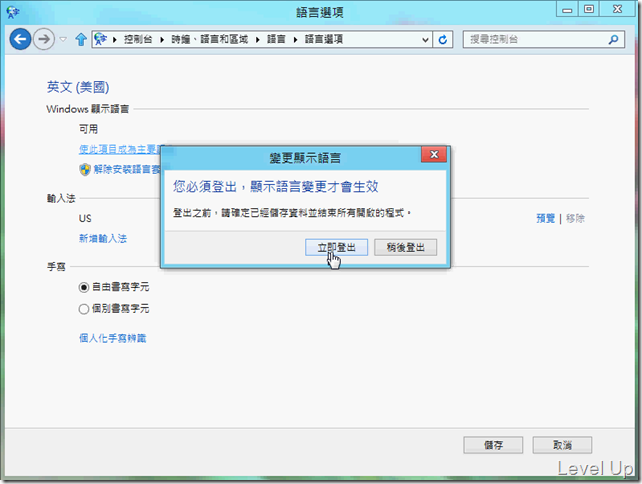 語言選項
控制台 ▸ 時鐘、語言和區域 ▸ 語言 ▸ 語言選項
搜尋控制台
英文 (美國)
Windows 顯示語言
可用
使此項目成為主要
解除安裝語言
變更顯示語言
您必須登出，顯示語言變更才會生效
登出之前，請確定已經儲存資料並結束所有開啟的程式。
立即登出
稍後登出
輸入法
US
預覽 | 移除
新增輸入法
手寫
自由書寫字元
個別書寫字元
個人化手寫辨識
儲存
取消
Level Up